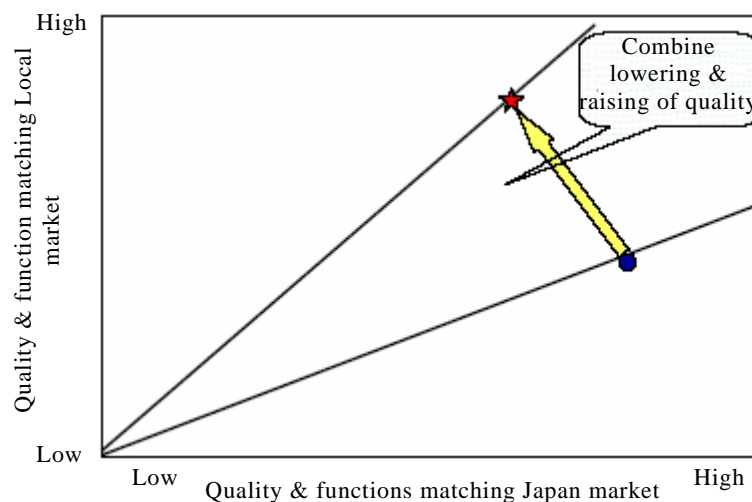 High
Quality & function matching Local
market
Combine
lowering &
raising of quality
Low
Low
High
Quality & functions matching Japan market